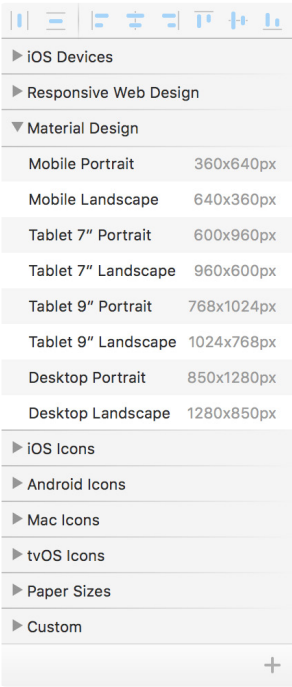 iOS Devices
Responsive Web Design
Material Design
Mobile Portrait 360x640px
Mobile Landscape 640x360px
Tablet 7” Portrait 600x960px
Tablet 7” Landscape 960x600px
Tablet 9” Portrait 768x1024px
Tablet 9” Landscape 1024x768px
Desktop Portrait 850x1280px
Desktop Landscape 1280x850px
iOS Icons
Android Icons
Mac Icons
tvOS Icons
Paper Sizes
Custom